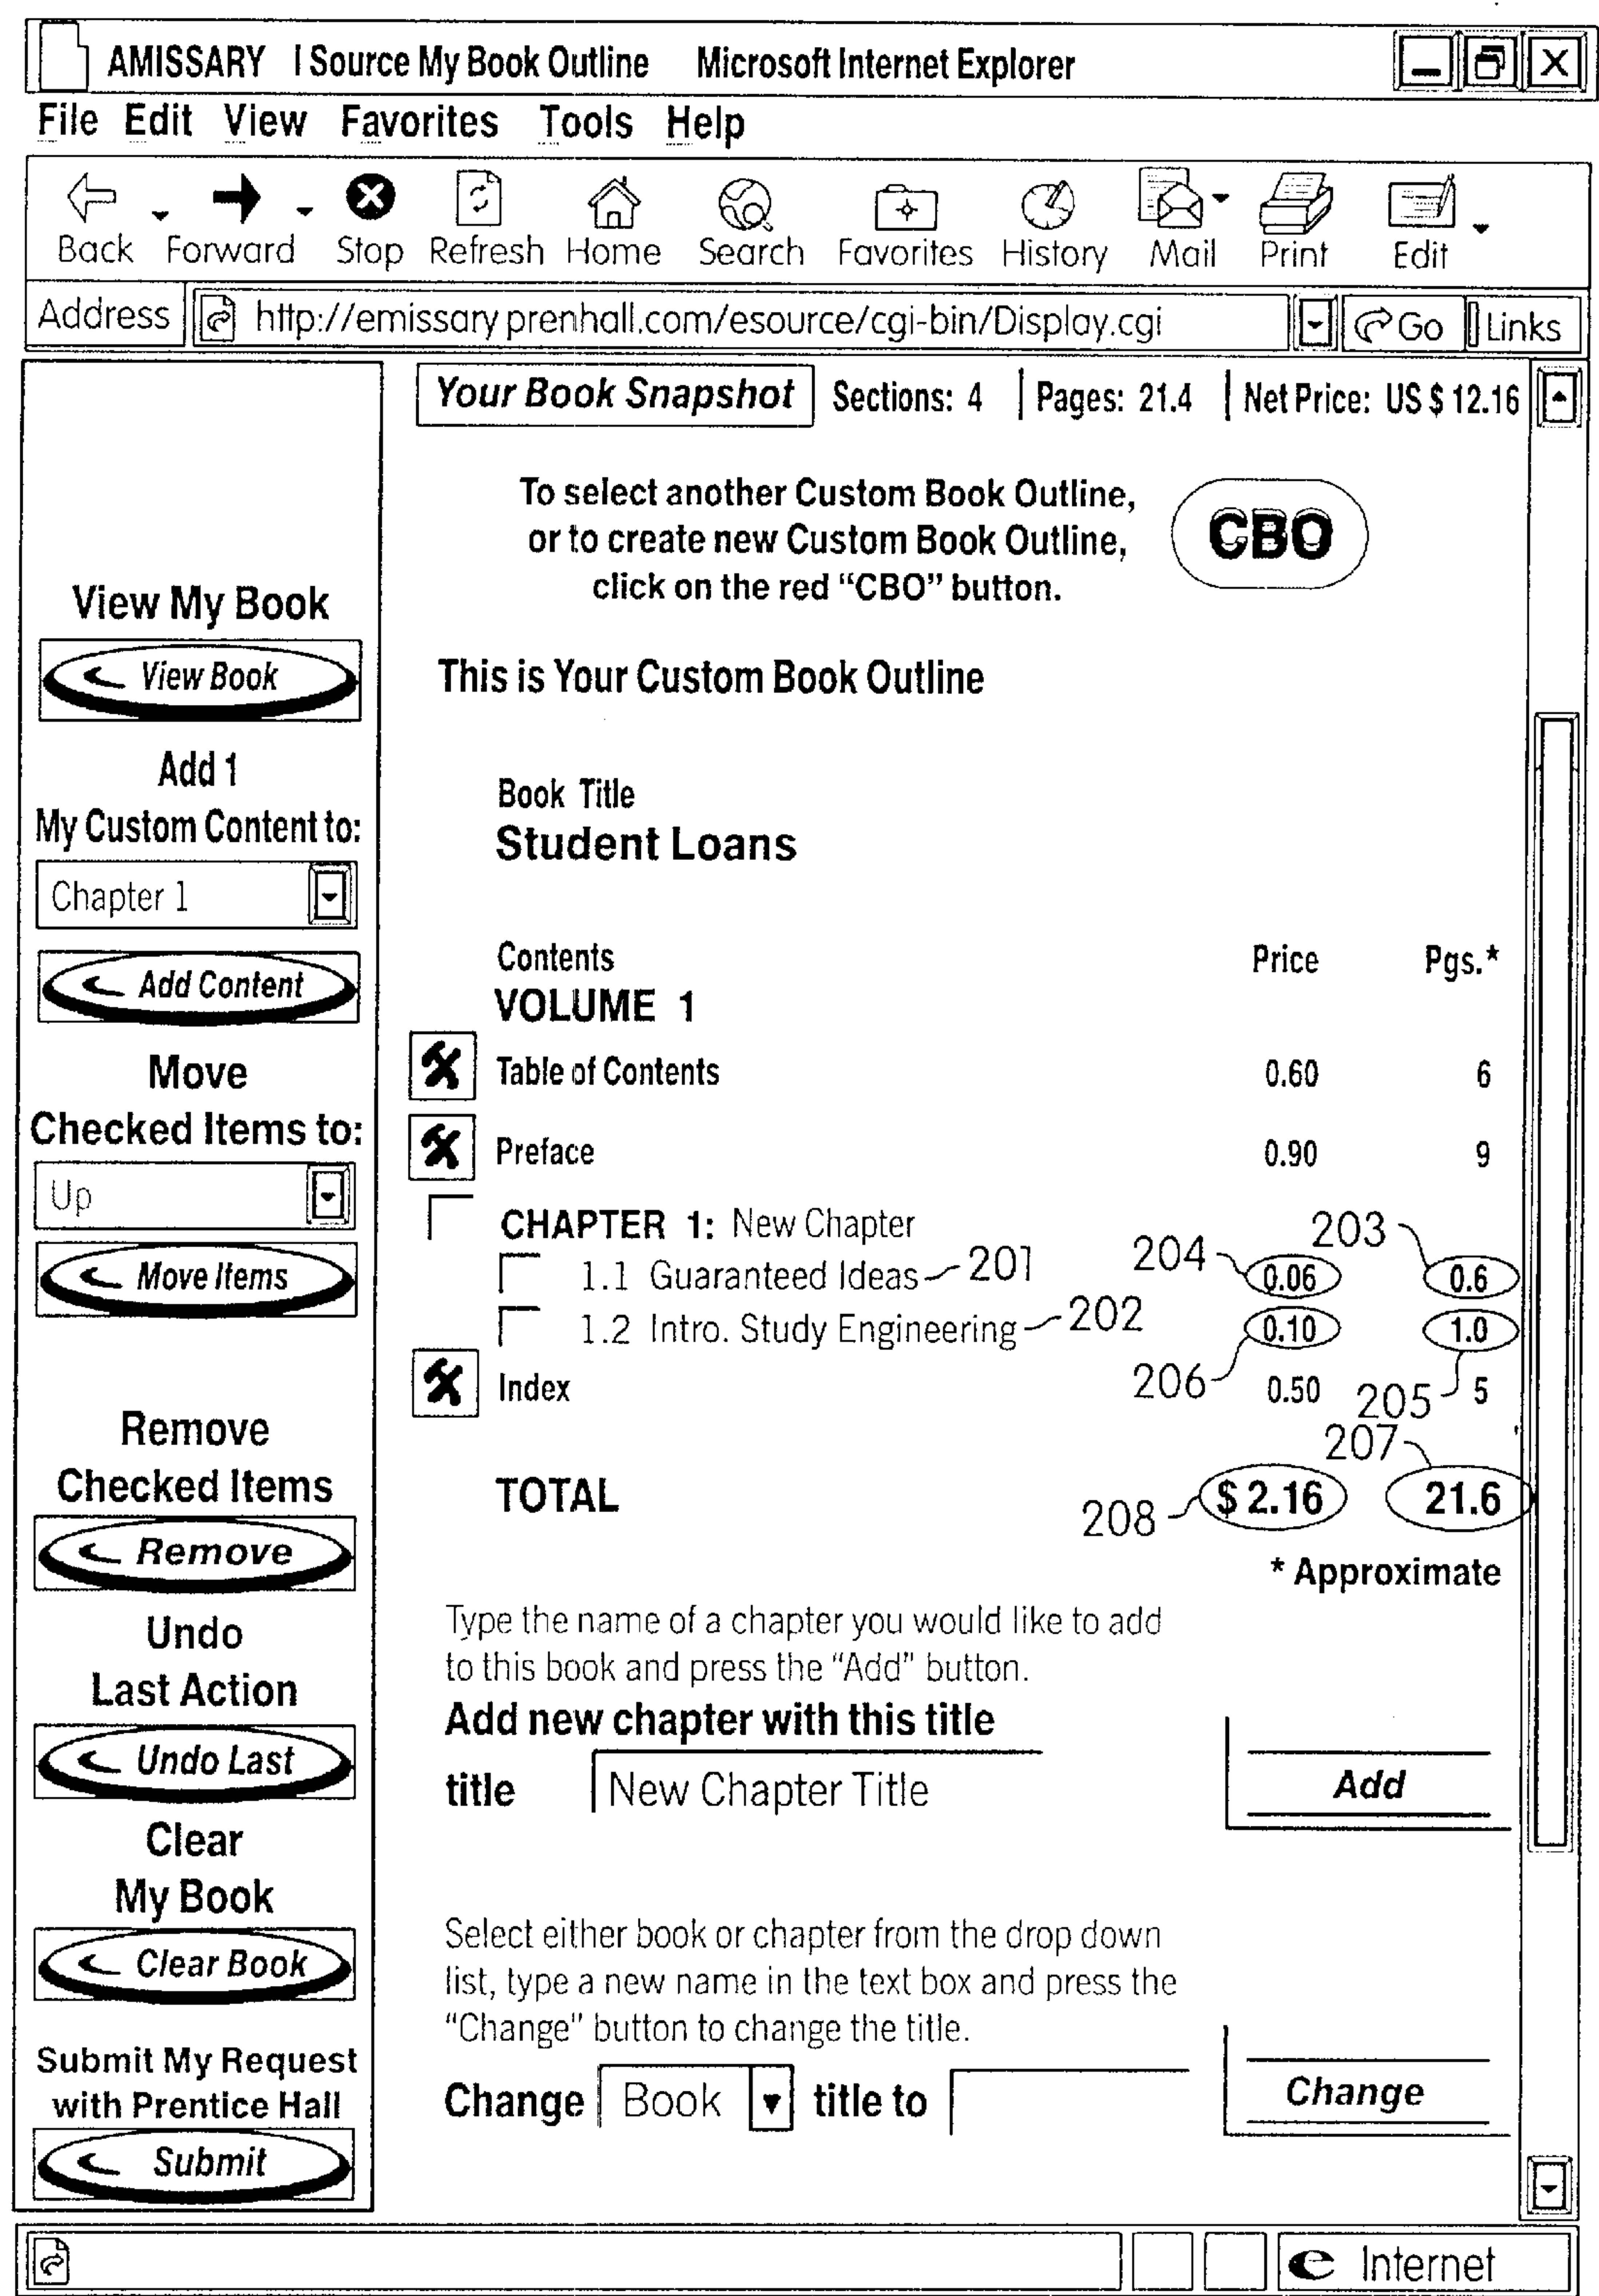 AMISSARY I Source My Book Outline Microsoft Internet Explorer
File Edit View Favorites Tools Help
Back Forward Stop Refresh Home Search Favorites History Mail Print Edit
Address http://emissary prenhall.com/esource/cgi-bin/Display.cgi Go Links
Your Book Snapshot Sections: 4 | Pages: 21.4 | Net Price: US $ 12.16
To select another Custom Book Outline,
or to create new Custom Book Outline,
click on the red “CBO” button.
CBO
View My Book
View Book
Add 1
My Custom Content to:
Chapter 1
Add Content
Move
Checked Items to:
Up
Move Items
Remove
Checked Items
Remove
Undo
Last Action
Undo Last
Clear
My Book
Clear Book
Submit My Request
with Prentice Hall
Submit
This is Your Custom Book Outline
Book Title
Student Loans
Contents Price Pgs.*
VOLUME 1
Table of Contents 0.60 6
Preface 0.90 9
CHAPTER 1: New Chapter 203
1.1 Guaranteed Ideas 201 204 0.06 0.6
1.2 Intro. Study Engineering 202 0.10 1.0
Index 206 0.50 205 5
207
TOTAL 208 $ 2.16 21.6
* Approximate
Type the name of a chapter you would like to add
to this book and press the “Add” button.
Add new chapter with this title
title New Chapter Title Add
Select either book or chapter from the drop down
list, type a new name in the text box and press the
“Change” button to change the title.
Change Book title to Change
Internet